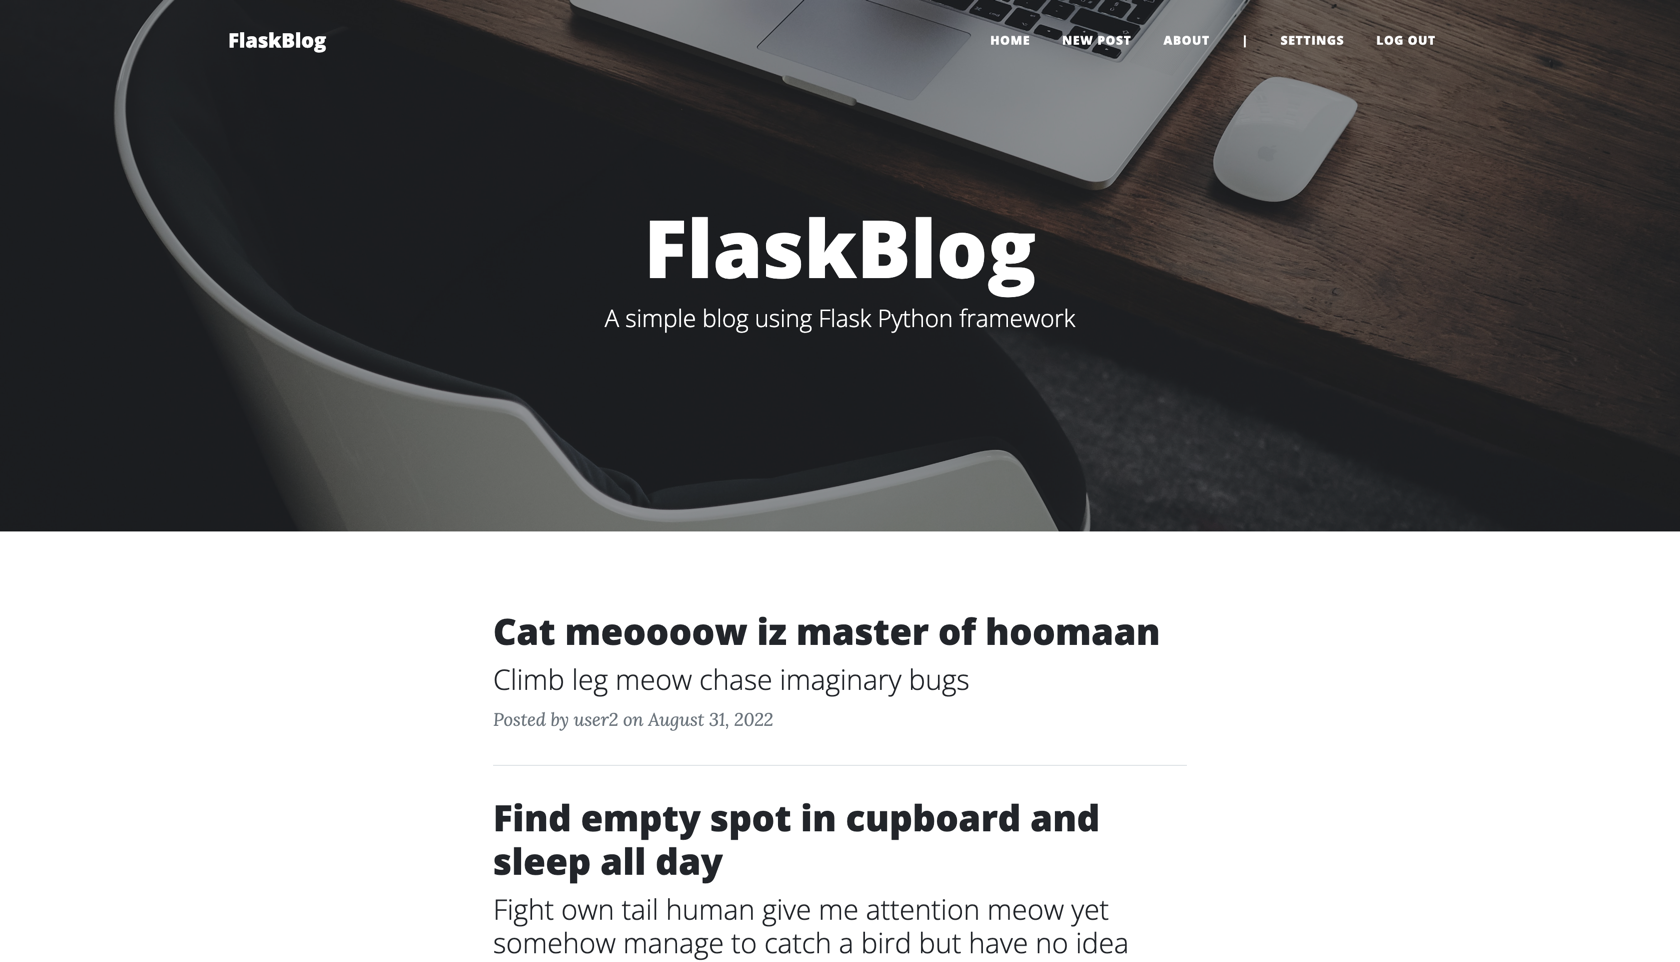 FlaskBlog
HOME NEW POST ABOUT | SETTINGS LOG OUT
FlaskBlog
A simple blog using Flask Python framework
Cat meoooow iz master of hoomaan
Climb leg meow chase imaginary bugs
Posted by user2 on August 31, 2022
Find empty spot in cupboard and
sleep all day
Fight own tail human give me attention meow yet
somehow manage to catch a bird but have no idea